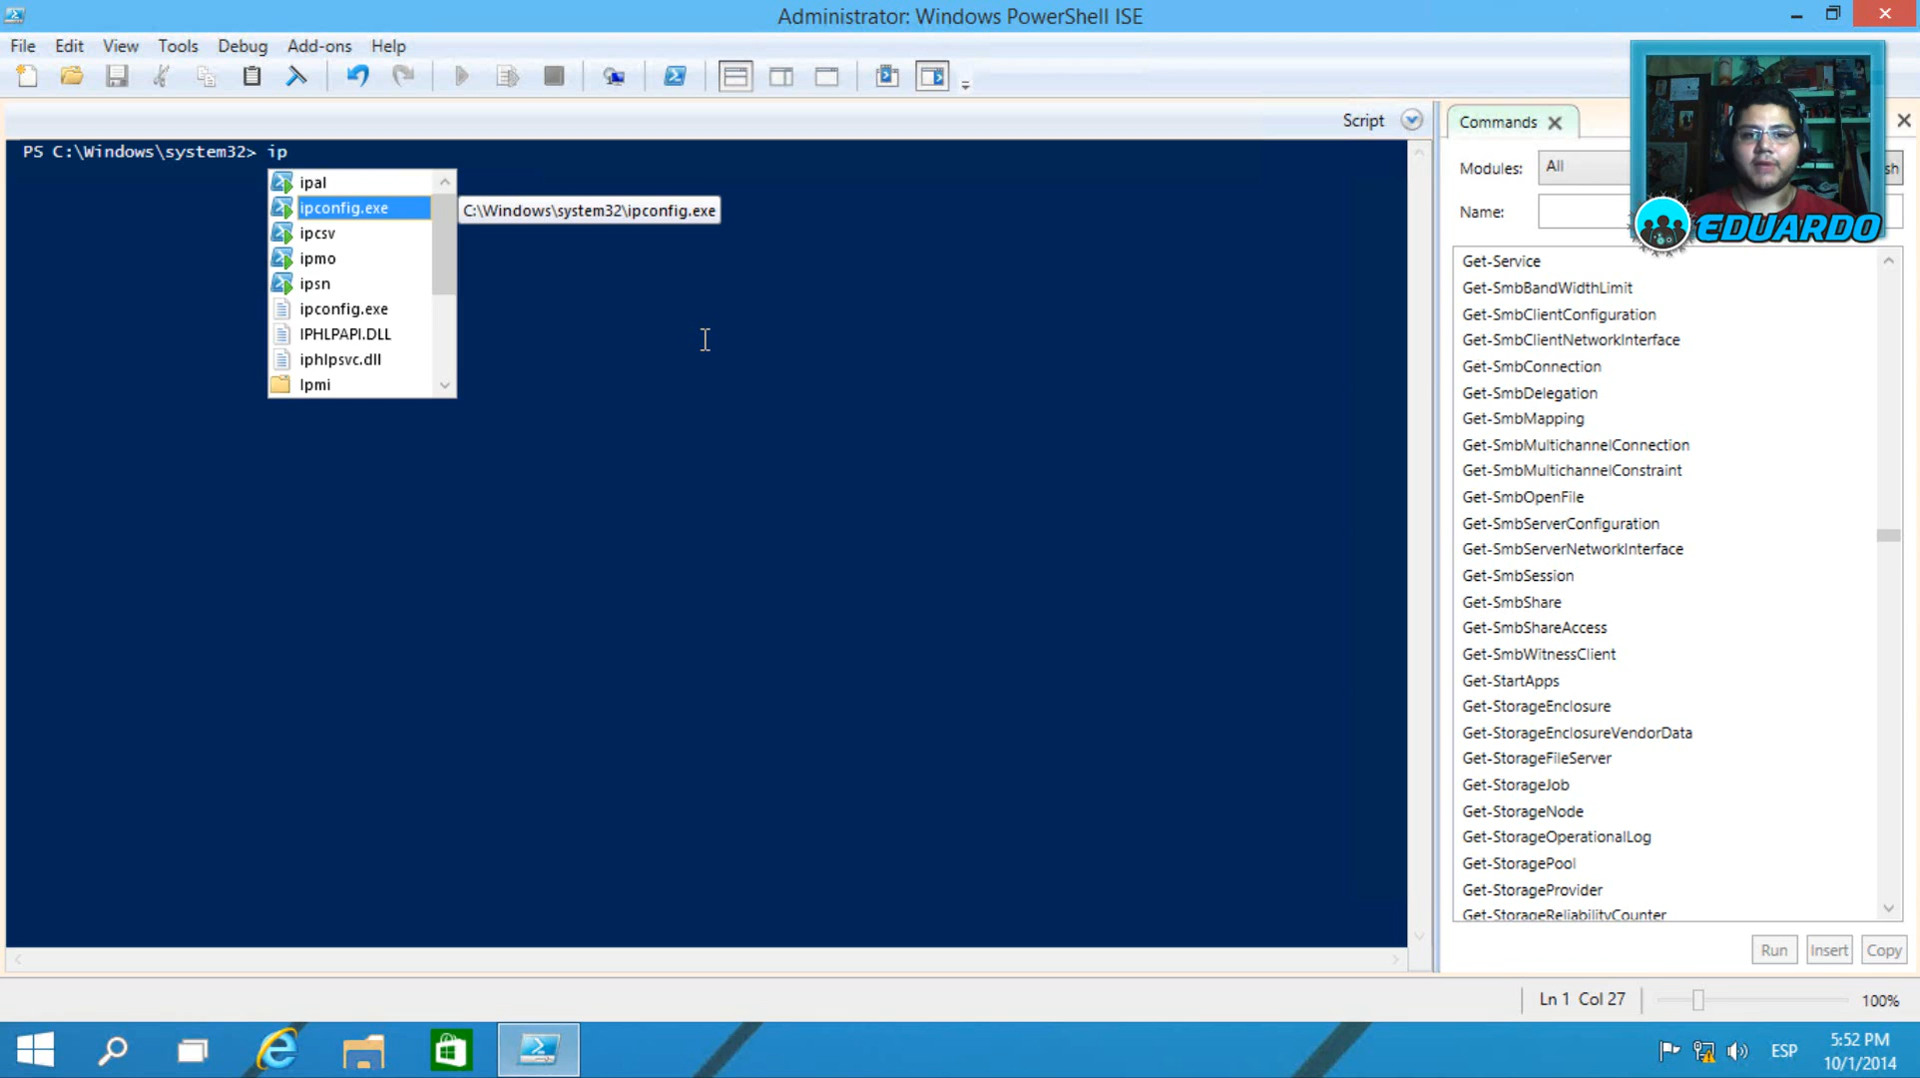 Administrator: Windows PowerShell ISE
File Edit View Tools Debug Add-ons Help
Script
Commands
Modules: All
sh
Name:
EDUARDO
PS C:\Windows\system32> ip
ipal
ipconfig.exe
C:\Windows\system32\ipconfig.exe
ipcsv
ipmo
ipsn
ipconfig.exe
IPHLPAPI.DLL
iphlpsvc.dll
Ipmi
Get-Service
Get-SmbBandWidthLimit
Get-SmbClientConfiguration
Get-SmbClientNetworkInterface
Get-SmbConnection
Get-SmbDelegation
Get-SmbMapping
Get-SmbMultichannelConnection
Get-SmbMultichannelConstraint
Get-SmbOpenFile
Get-SmbServerConfiguration
Get-SmbServerNetworkInterface
Get-SmbSession
Get-SmbShare
Get-SmbShareAccess
Get-SmbWitnessClient
Get-StartApps
Get-StorageEnclosure
Get-StorageEnclosureVendorData
Get-StorageFileServer
Get-StorageJob
Get-StorageNode
Get-StorageOperationalLog
Get-StoragePool
Get-StorageProvider
Get-StorageReliabilityCounter
Run Insert Copy
Ln 1 Col 27
100%
ESP
5:52 PM
10/1/2014